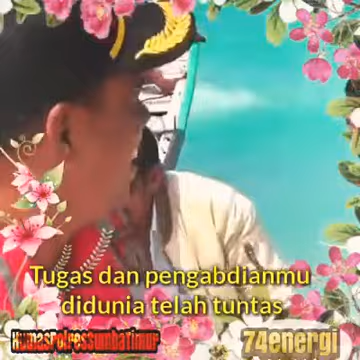 Tugas dan pengabdianmu
didunia telah tuntas
HumasPolressumbatimur
74energi